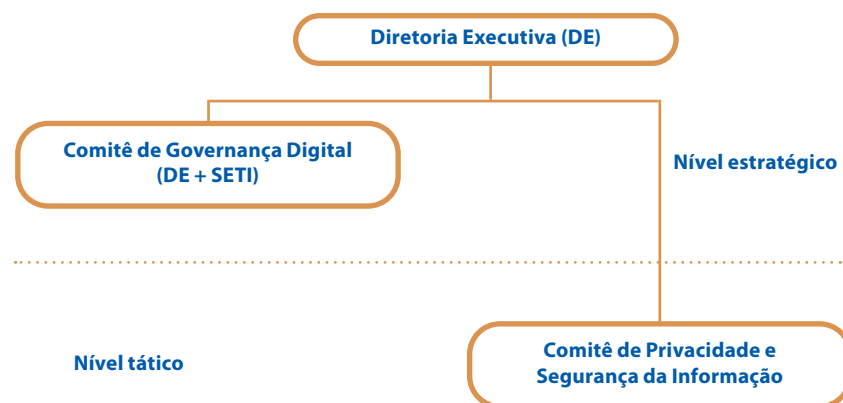 Diretoria Executiva (DE)
Comitê de Governança Digital
(DE + SETI)
Nível estratégico
Nível tático
Comitê de Privacidade e
Segurança da Informação